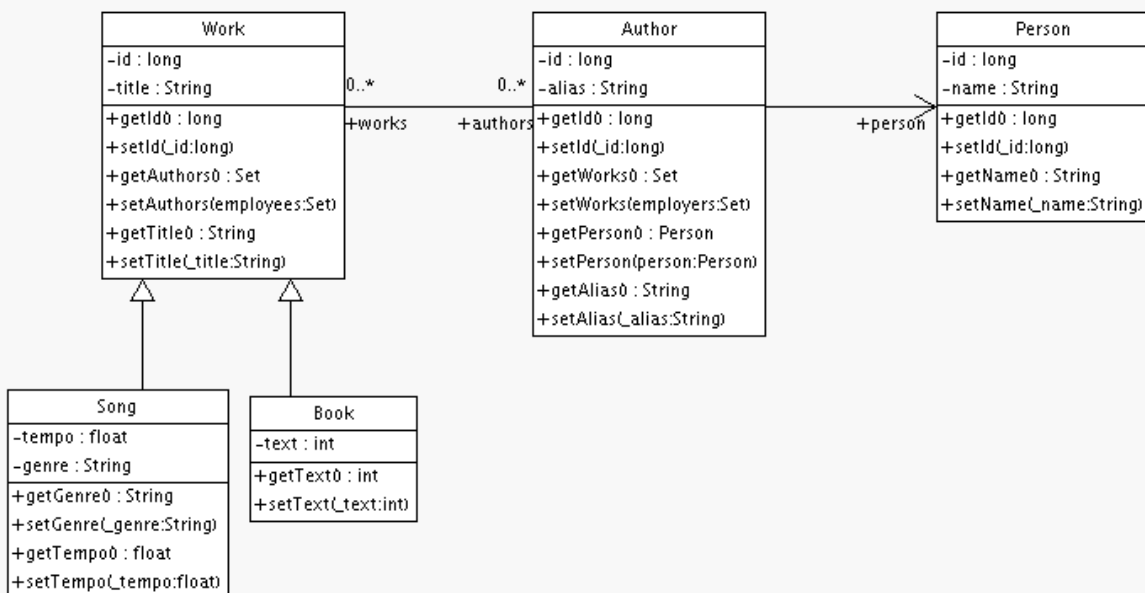 Work
-id : long
-title : String
+getId() : long
+setId(_id:long)
+getAuthors() : Set
+setAuthors(employees:Set)
+getTitle() : String
+setTitle(_title:String)
0..*
+works
0..*
+authors
Author
-id : long
-alias : String
+getId() : long
+setId(_id:long)
+getWorks() : Set
+setWorks(employers:Set)
+getPerson() : Person
+setPerson(person:Person)
+getAlias() : String
+setAlias(_alias:String)
+person
Person
-id : long
-name : String
+getId() : long
+setId(_id:long)
+getName() : String
+setName(_name:String)
Song
-tempo : float
-genre : String
+getGenre() : String
+setGenre(_genre:String)
+getTempo() : float
+setTempo(_tempo:float)
Book
-text : int
+getText() : int
+setText(_text:int)